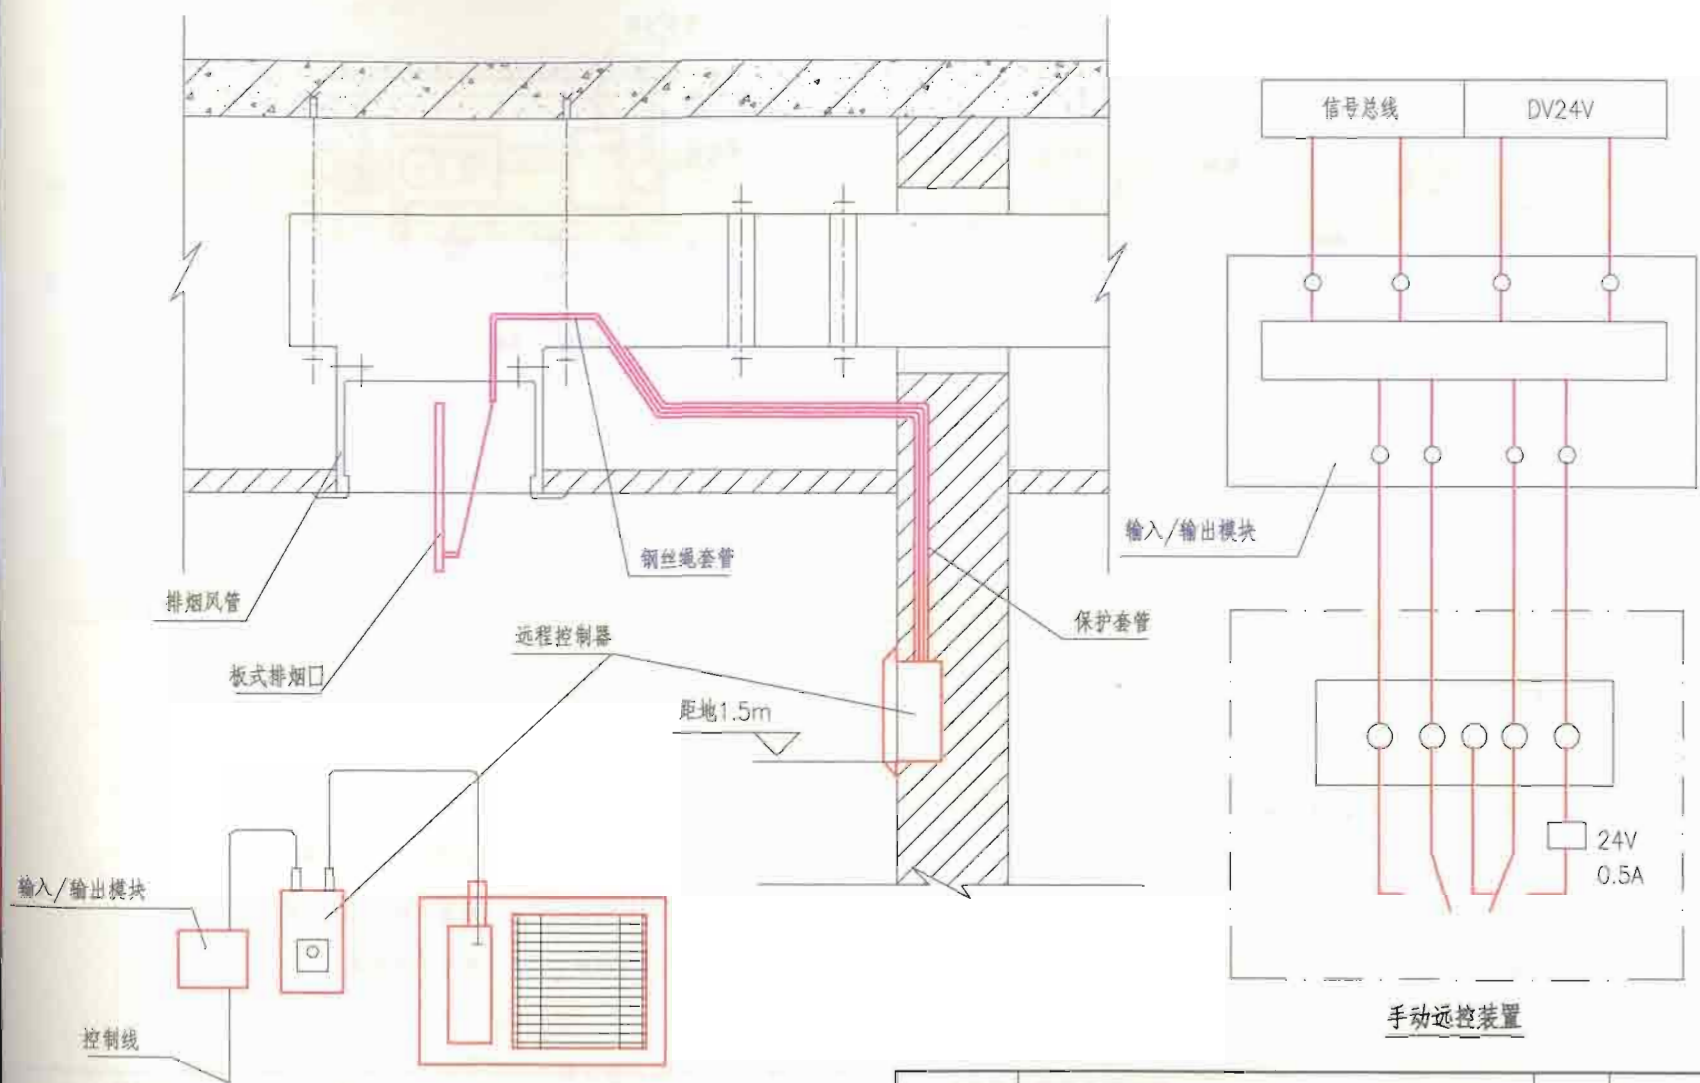 信号总线
DV24V
输入/输出模块
钢丝绳套管
排烟风管
保护套管
远程控制器
板式排烟口
距地1.5m
24V
0.5A
输入/输出模块
控制线
手动远控装置